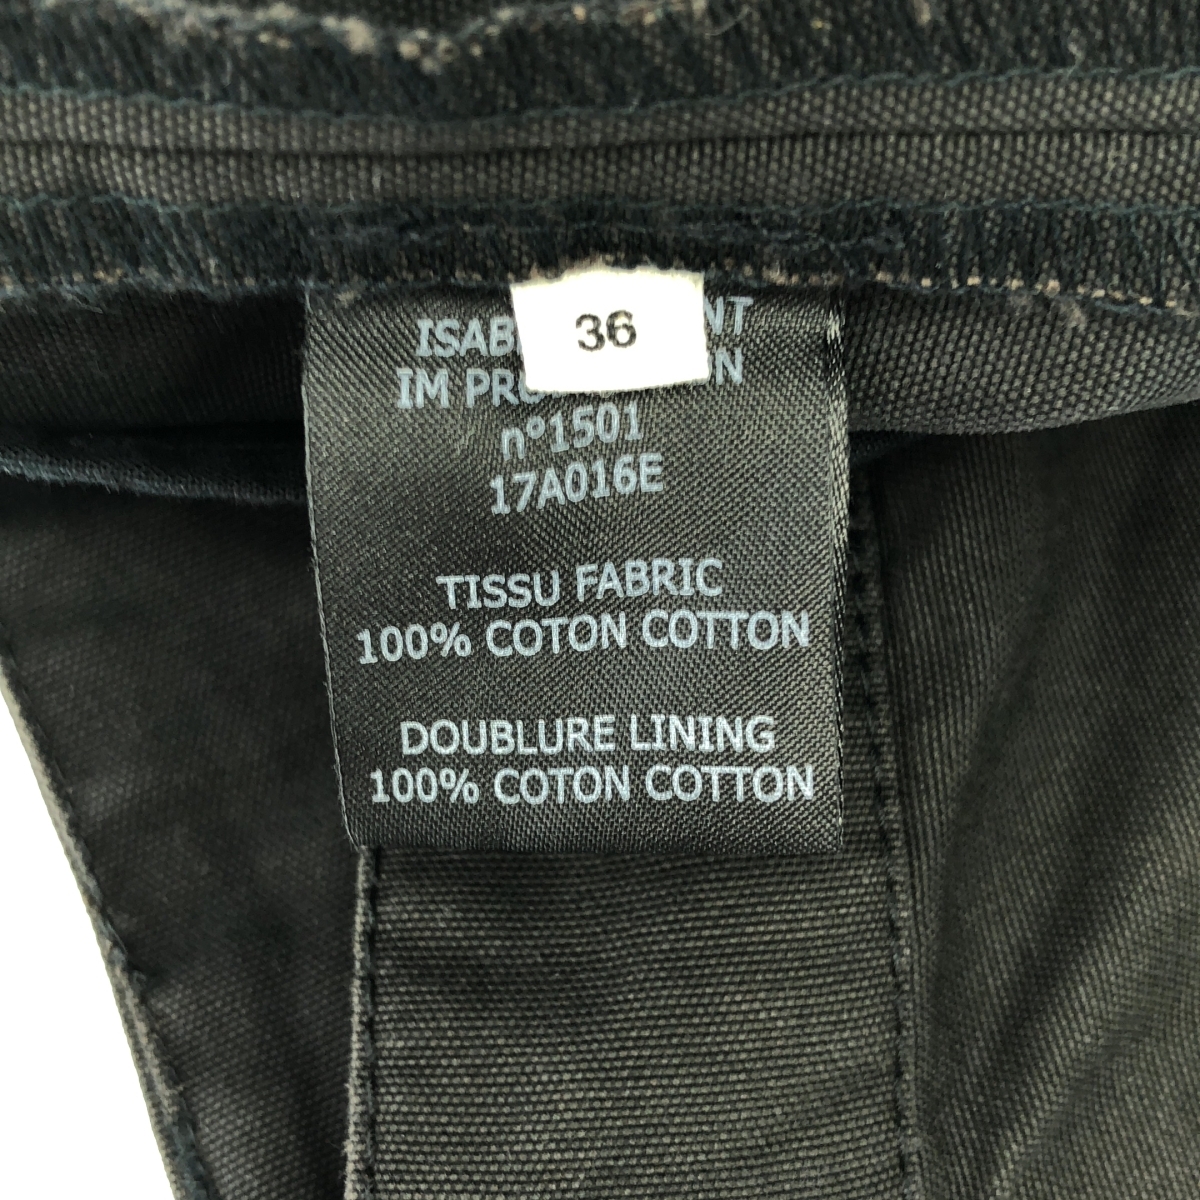 36
n°1501
17A016E
TISSU FABRIC
100% COTON COTTON
DOUBLURE LINING
100% COTON COTTON